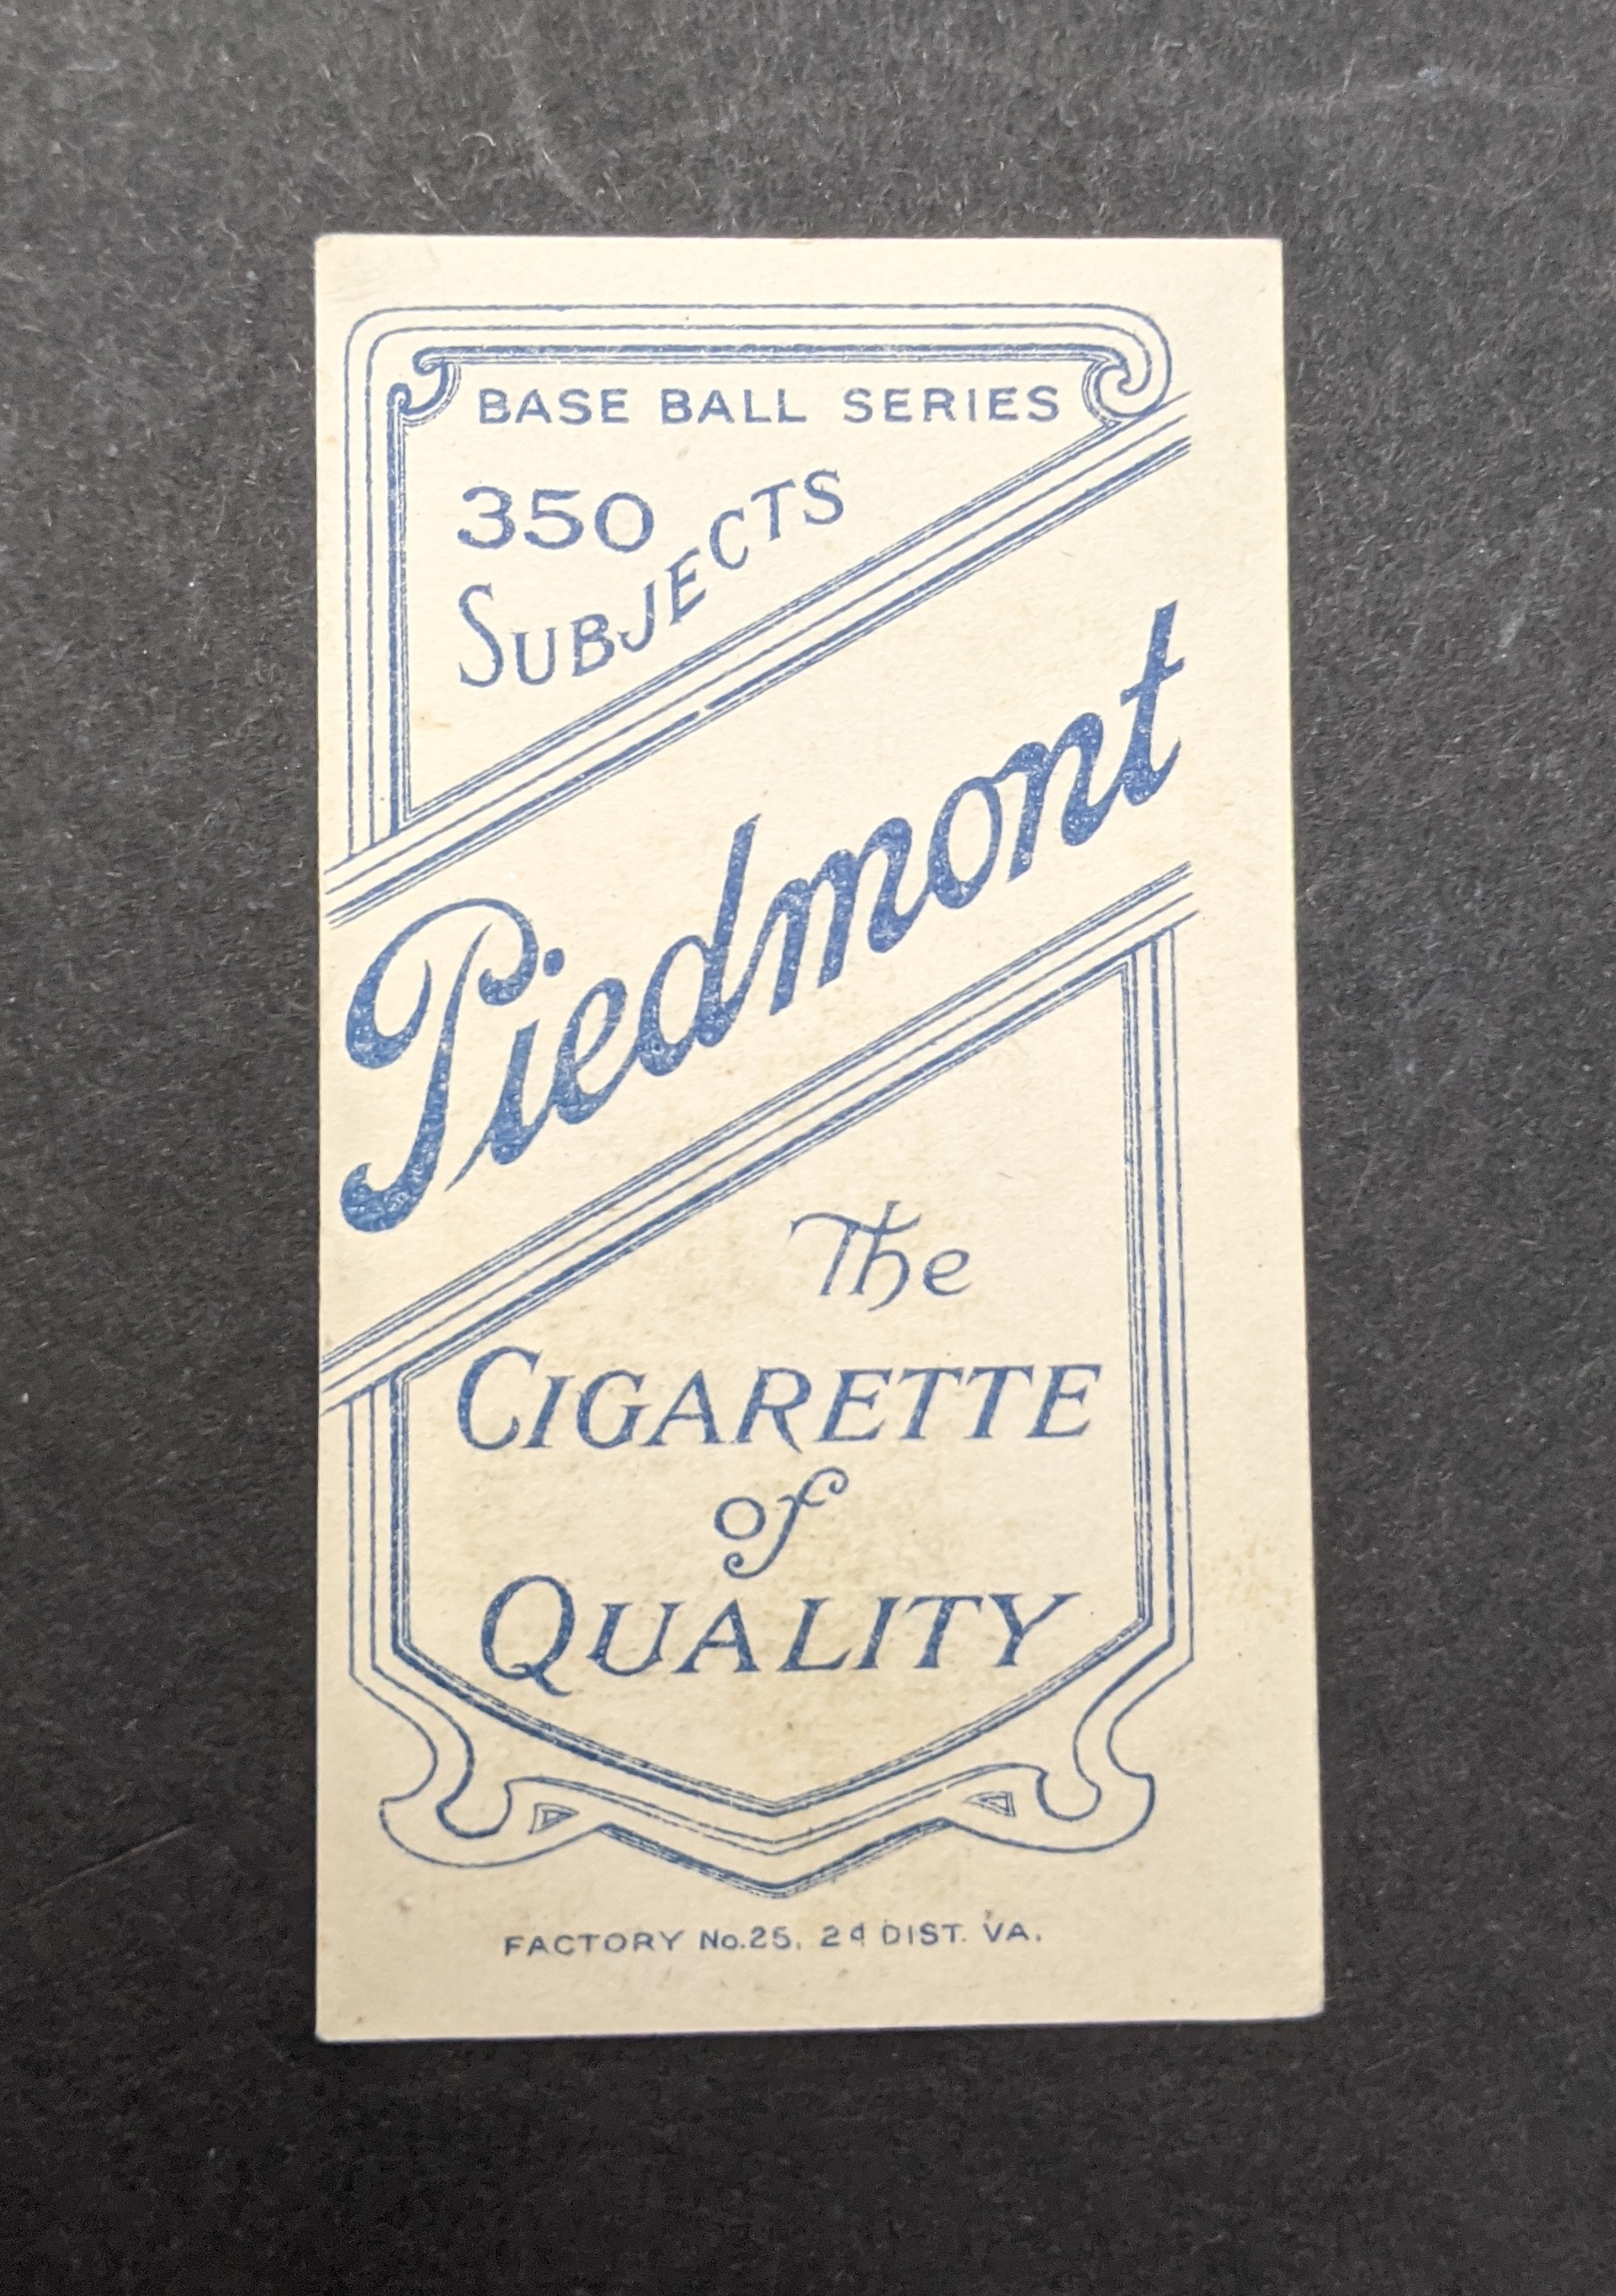 BASE BALL SERIES
350
SUBJECTS
Piedmont
The
CIGARETTE
of
QUALITY
FACTORY No.25, 2d DIST. VA.